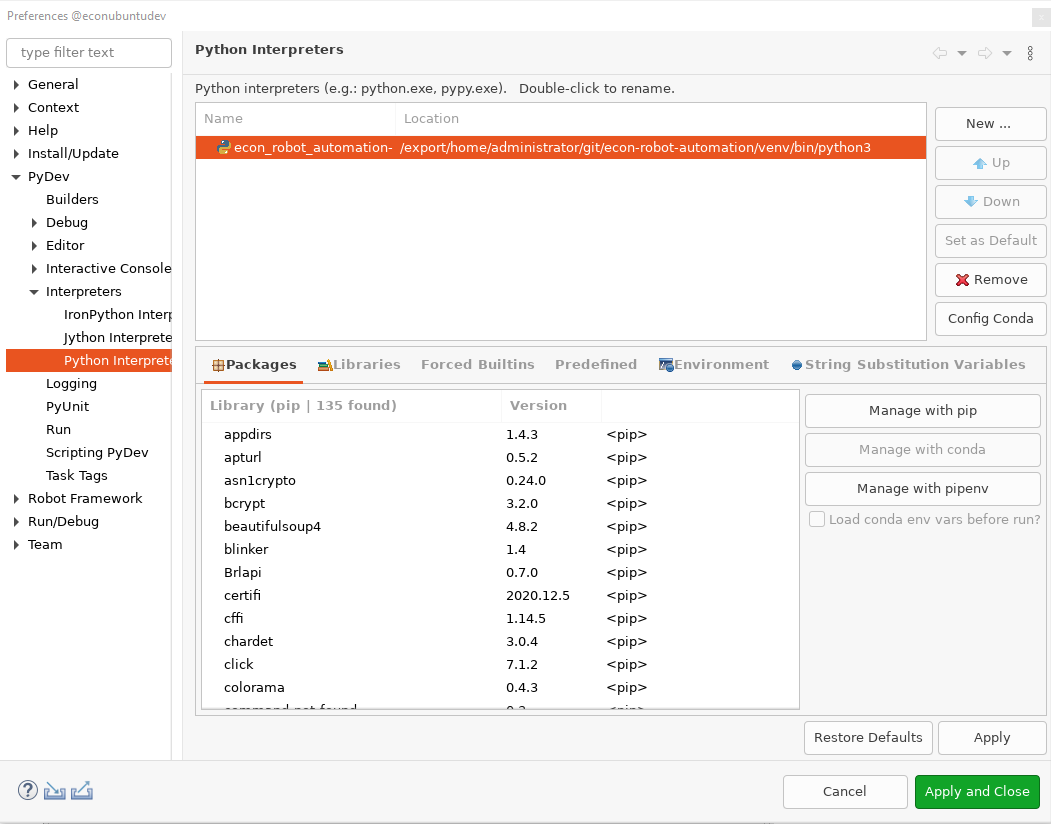 Preferences @econubuntudev
type filter text
General
Context
Help
Install/Update
PyDev
Builders
Debug
Editor
Interactive Console
Interpreters
IronPython Interp
Jython Interprete
Python Interprete
Logging
PyUnit
Run
Scripting PyDev
Task Tags
Robot Framework
Run/Debug
Team
Python Interpreters
Python interpreters (e.g.: python.exe, pypy.exe).   Double-click to rename.
Name Location
econ_robot_automation- /export/home/administrator/git/econ-robot-automation/venv/bin/python3
New ...
Up
Down
Set as Default
Remove
Config Conda
Packages Libraries Forced Builtins Predefined Environment String Substitution Variables
Library (pip | 135 found) Version
appdirs 1.4.3 <pip>
apturl 0.5.2 <pip>
asn1crypto 0.24.0 <pip>
bcrypt 3.2.0 <pip>
beautifulsoup4 4.8.2 <pip>
blinker 1.4 <pip>
Brlapi 0.7.0 <pip>
certifi 2020.12.5 <pip>
cffi 1.14.5 <pip>
chardet 3.0.4 <pip>
click 7.1.2 <pip>
colorama 0.4.3 <pip>
command-not-found 0.3 <pip>
Manage with pip
Manage with conda
Manage with pipenv
Load conda env vars before run?
Restore Defaults Apply
Cancel Apply and Close